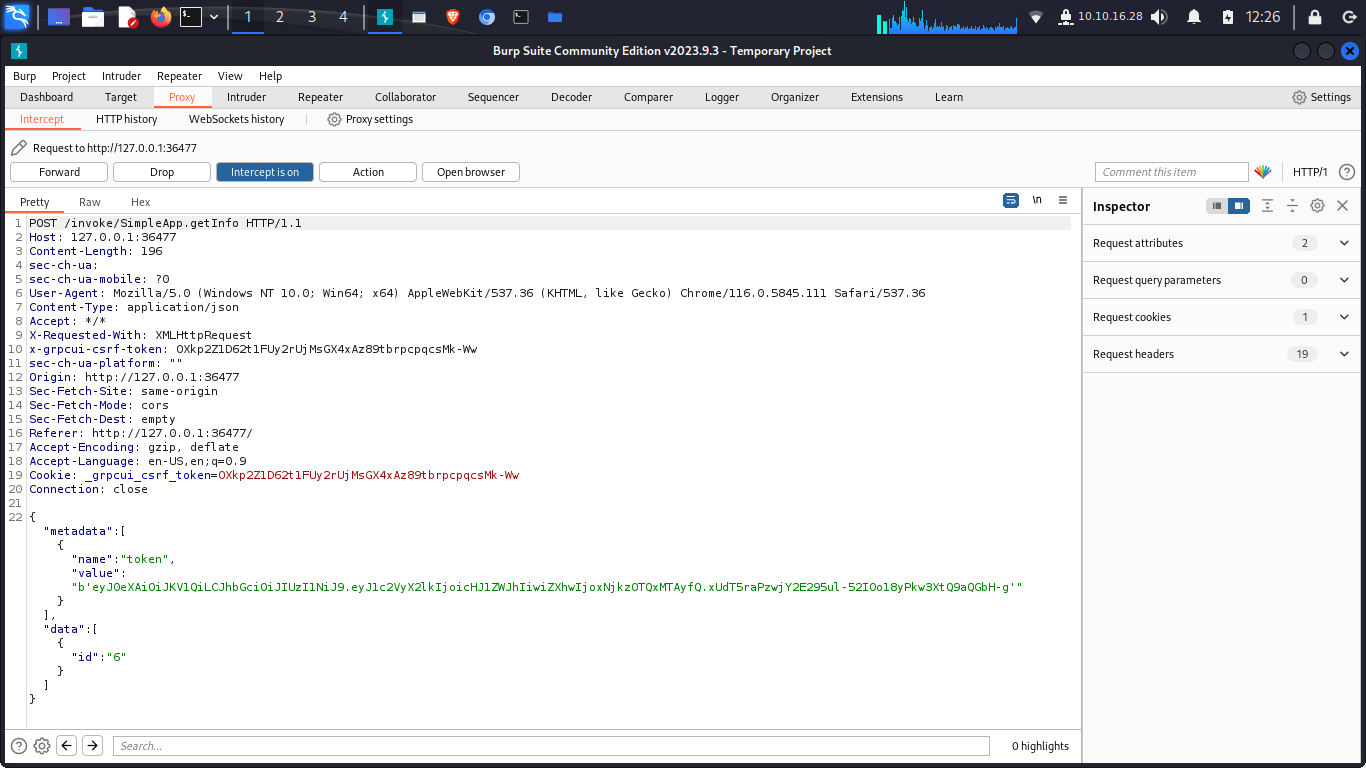 1 2 3 4
10.10.16.28
12:26
Burp Suite Community Edition v2023.9.3 - Temporary Project
Burp Project Intruder Repeater View Help
Dashboard Target Proxy Intruder Repeater Collaborator Sequencer Decoder Comparer Logger Organizer Extensions Learn Settings
Intercept HTTP history WebSockets history Proxy settings
Request to http://127.0.0.1:36477
Forward Drop Intercept is on Action Open browser Comment this item HTTP/1 ?
Pretty Raw Hex \n
Inspector
1 POST /invoke/SimpleApp.getInfo HTTP/1.1
2 Host: 127.0.0.1:36477
3 Content-Length: 196
4 sec-ch-ua:
5 sec-ch-ua-mobile: ?0
6 User-Agent: Mozilla/5.0 (Windows NT 10.0; Win64; x64) AppleWebKit/537.36 (KHTML, like Gecko) Chrome/116.0.5845.111 Safari/537.36
7 Content-Type: application/json
8 Accept: */*
9 X-Requested-With: XMLHttpRequest
10 x-grpcui-csrf-token: OXkp2Z1D62t1FUy2rUjMsGX4xAz89tbrpcpqcsMk-Ww
11 sec-ch-ua-platform: ""
12 Origin: http://127.0.0.1:36477
13 Sec-Fetch-Site: same-origin
14 Sec-Fetch-Mode: cors
15 Sec-Fetch-Dest: empty
16 Referer: http://127.0.0.1:36477/
17 Accept-Encoding: gzip, deflate
18 Accept-Language: en-US,en;q=0.9
19 Cookie: _grpcui_csrf_token=OXkp2Z1D62t1FUy2rUjMsGX4xAz89tbrpcpqcsMk-Ww
20 Connection: close
21
22 {
"metadata":[
{
"name":"token",
"value":
"b'eyJ0eXAiOiJKV1QiLCJhbGciOiJIUzI1NiJ9.eyJ1c2VyX2lkIjoicHJ1ZWJhIiwiZXhwIjoxNjkzOTQxMTAyfQ.xUdT5raPzwjY2E295ul-52IOo18yPkw3XtQ9aQGbH-g'"
}
],
"data":[
{
"id":"6"
}
]
}
Request attributes 2
Request query parameters 0
Request cookies 1
Request headers 19
? Search... 0 highlights